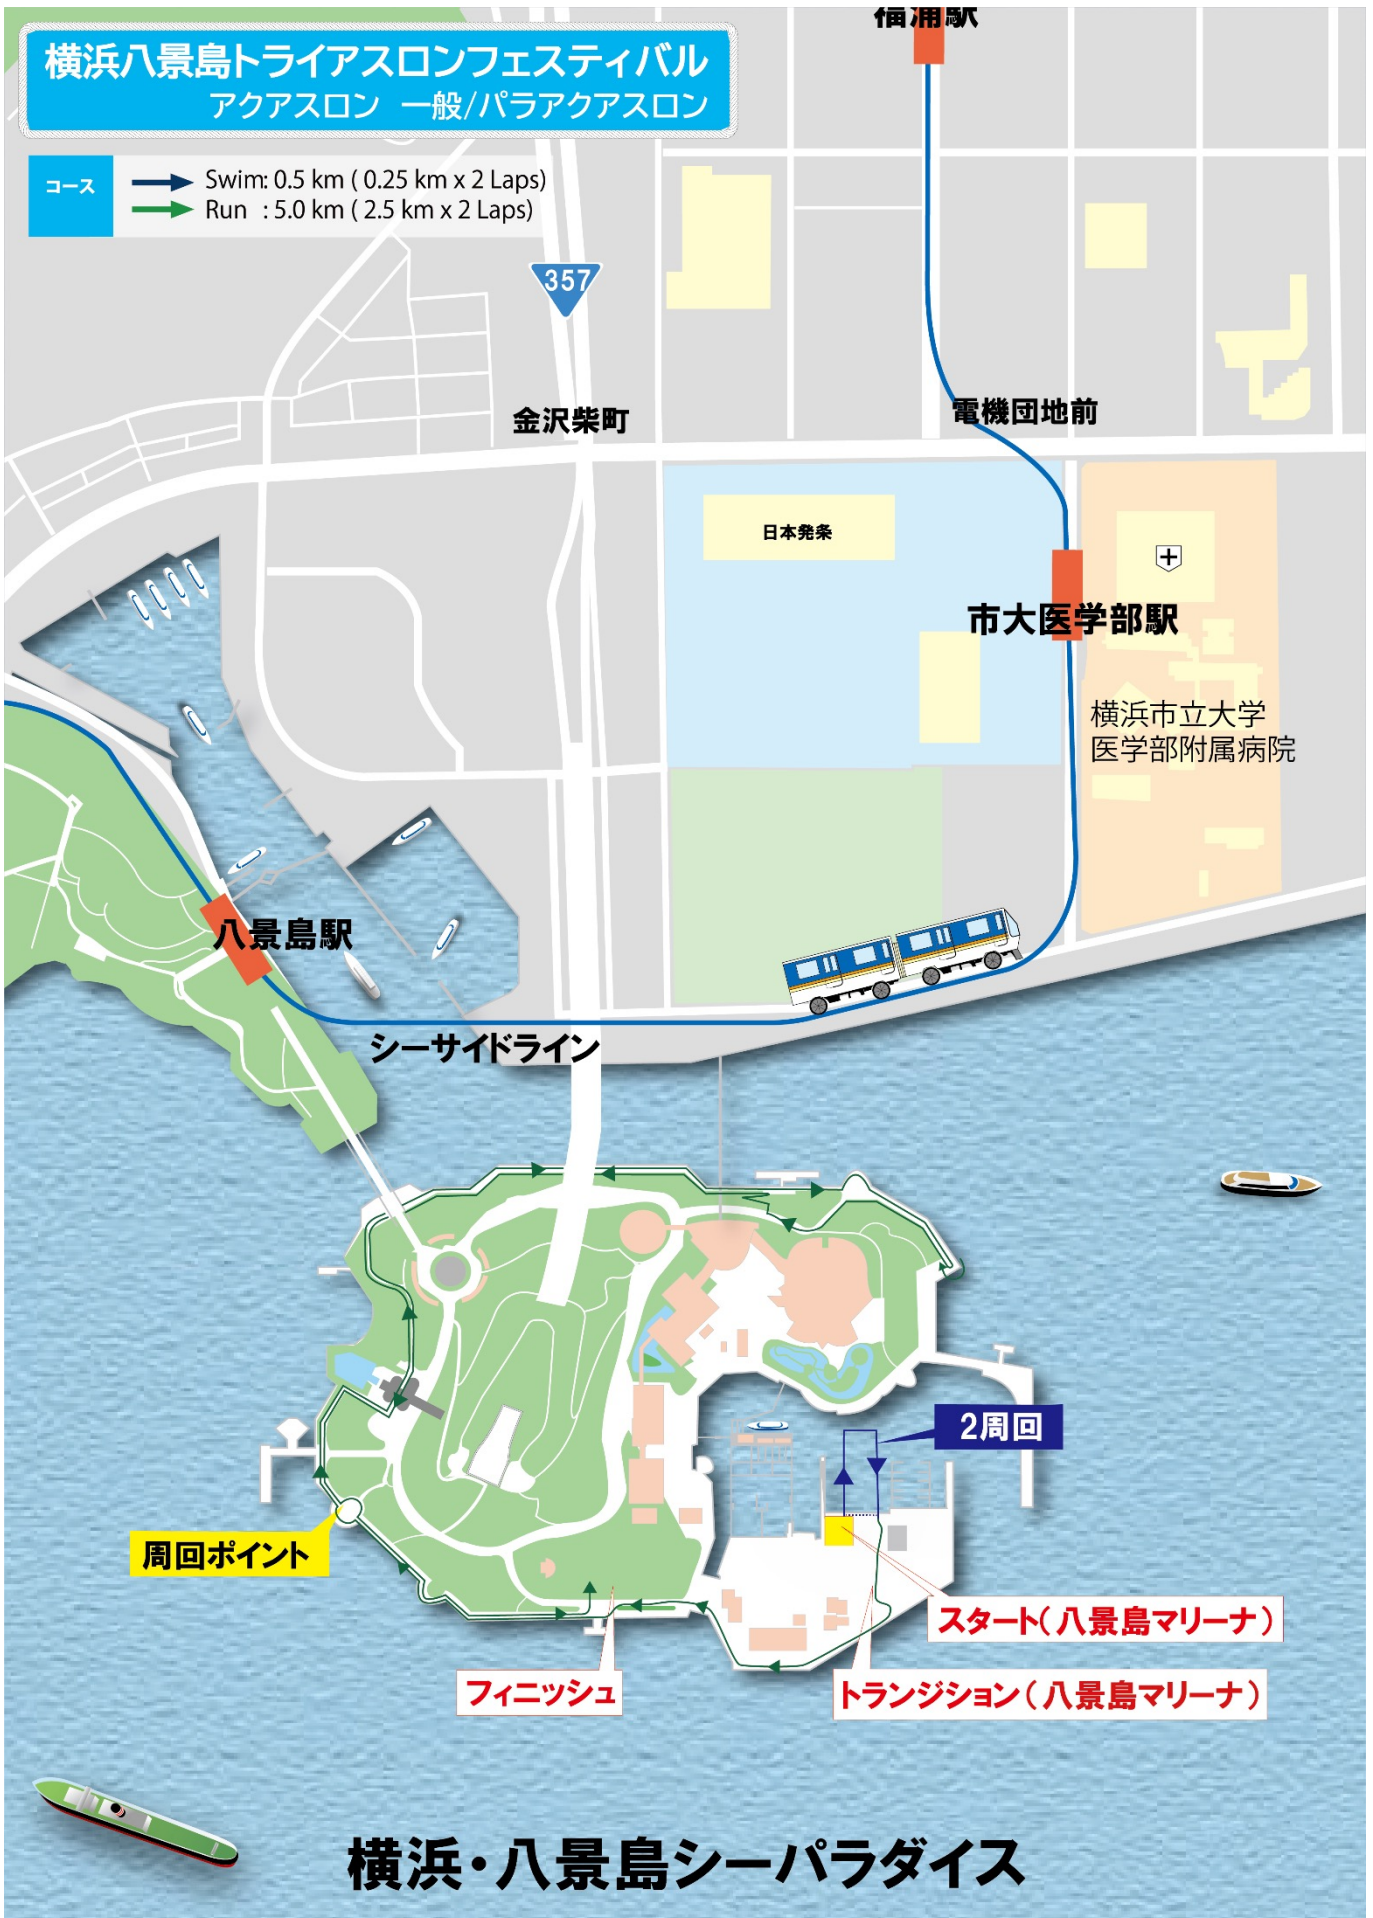 福浦駅
横浜八景島トライアスロンフェスティバル
アクアスロン 一般/パラアクアスロン
コース
Swim: 0.5 km ( 0.25 km x 2 Laps)
Run : 5.0 km ( 2.5 km x 2 Laps)
357
金沢柴町
電機団地前
日本発条
市大医学部駅
横浜市立大学
医学部附属病院
八景島駅
シーサイドライン
2周回
周回ポイント
スタート(八景島マリーナ)
フィニッシュ
トランジション(八景島マリーナ)
横浜・八景島シーパラダイス